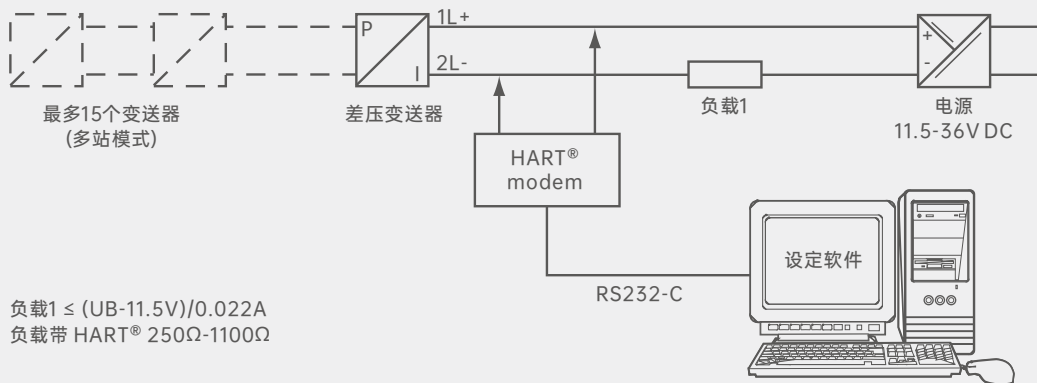 P
I
1L+
2L-
+
-
最多15个变送器
(多站模式)
差压变送器
负载1
电源
11.5-36V DC
HART®
modem
设定软件
RS232-C
负载1 ≤ (UB-11.5V)/0.022A
负载带 HART® 250Ω-1100Ω